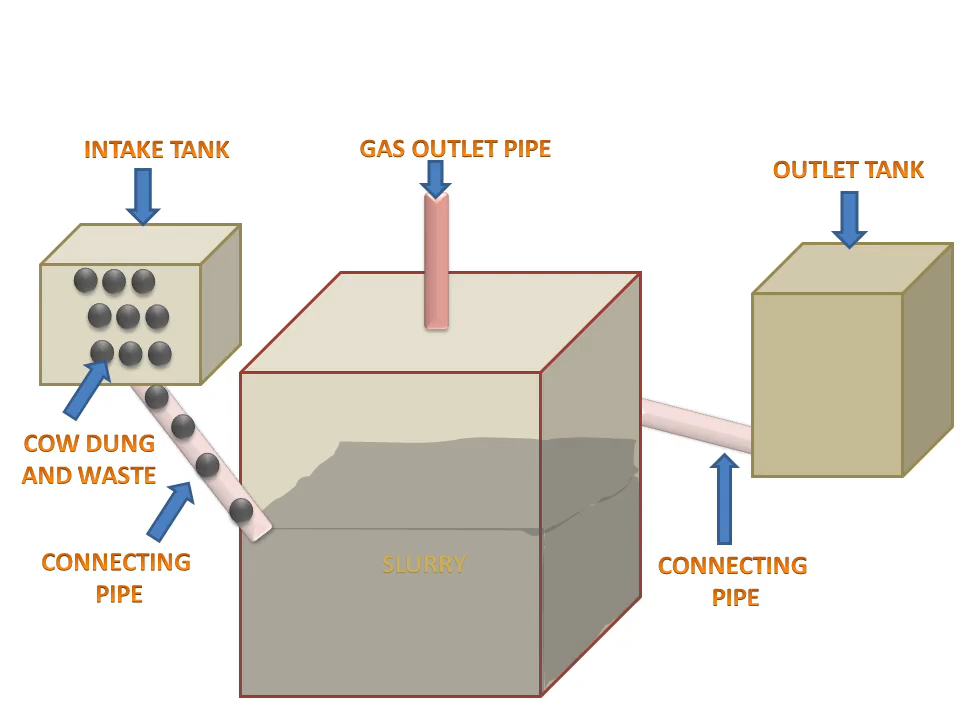 INTAKE TANK
GAS OUTLET PIPE
OUTLET TANK
COW DUNG
AND WASTE
CONNECTING
PIPE
SLURRY
CONNECTING
PIPE